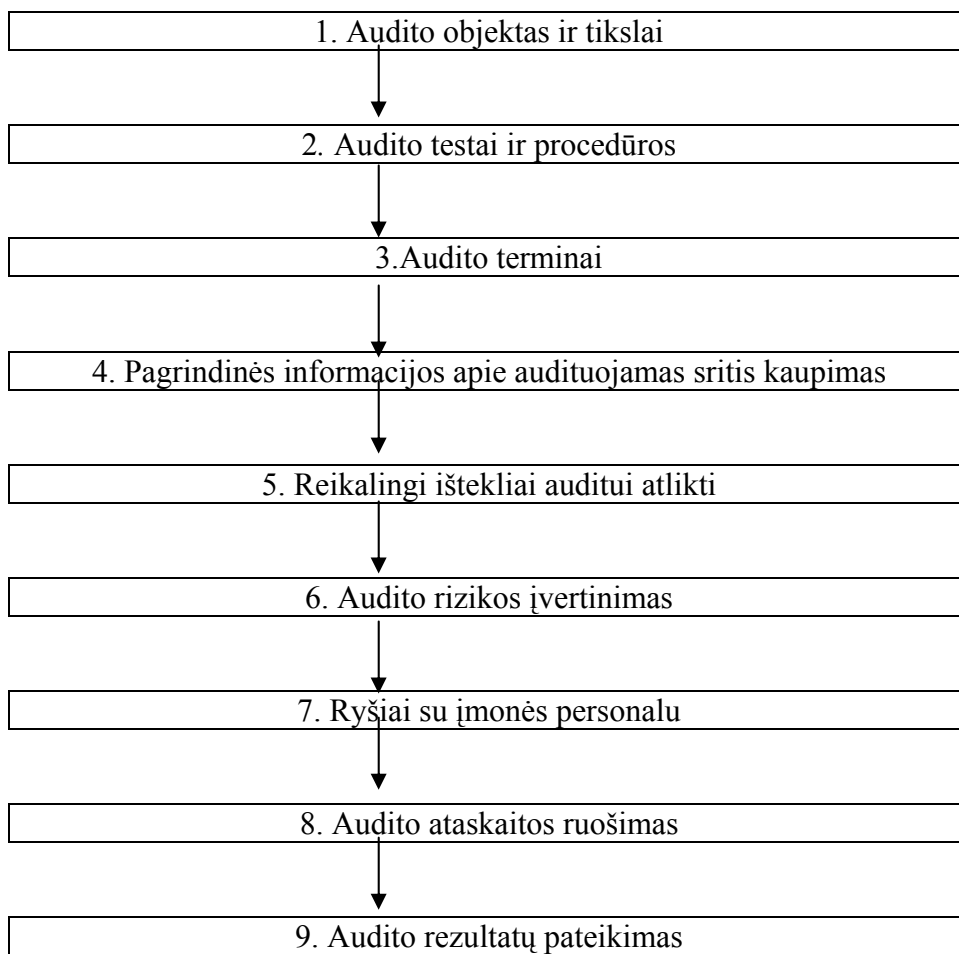 1. Audito objektas ir tikslai
2. Audito testai ir procedūros
3.Audito terminai
4. Pagrindinės informacijos apie audituojamas sritis kaupimas
5. Reikalingi ištekliai auditui atlikti
6. Audito rizikos įvertinimas
7. Ryšiai su įmonės personalu
8. Audito ataskaitos ruošimas
9. Audito rezultatų pateikimas